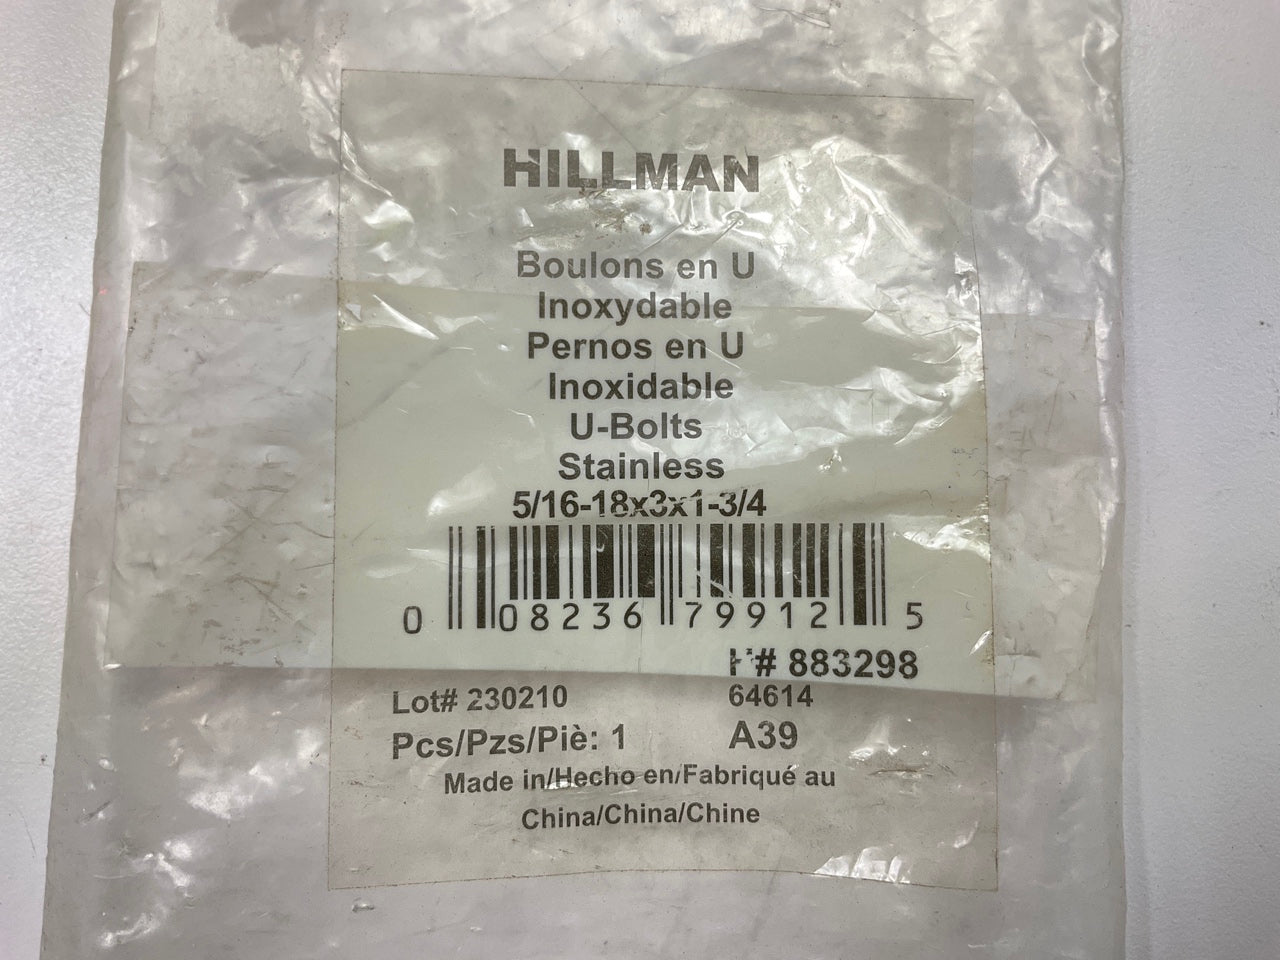 HILLMAN
Boulons en U
Inoxydable
Pernos en U
Inoxidable
U-Bolts
Stainless
5/16-18x3x1-3/4
0 08236 79912 5
H# 883298
Lot# 230210 64614
Pcs/Pzs/Piè: 1 A39
Made in/Hecho en/Fabriqué au
China/China/Chine